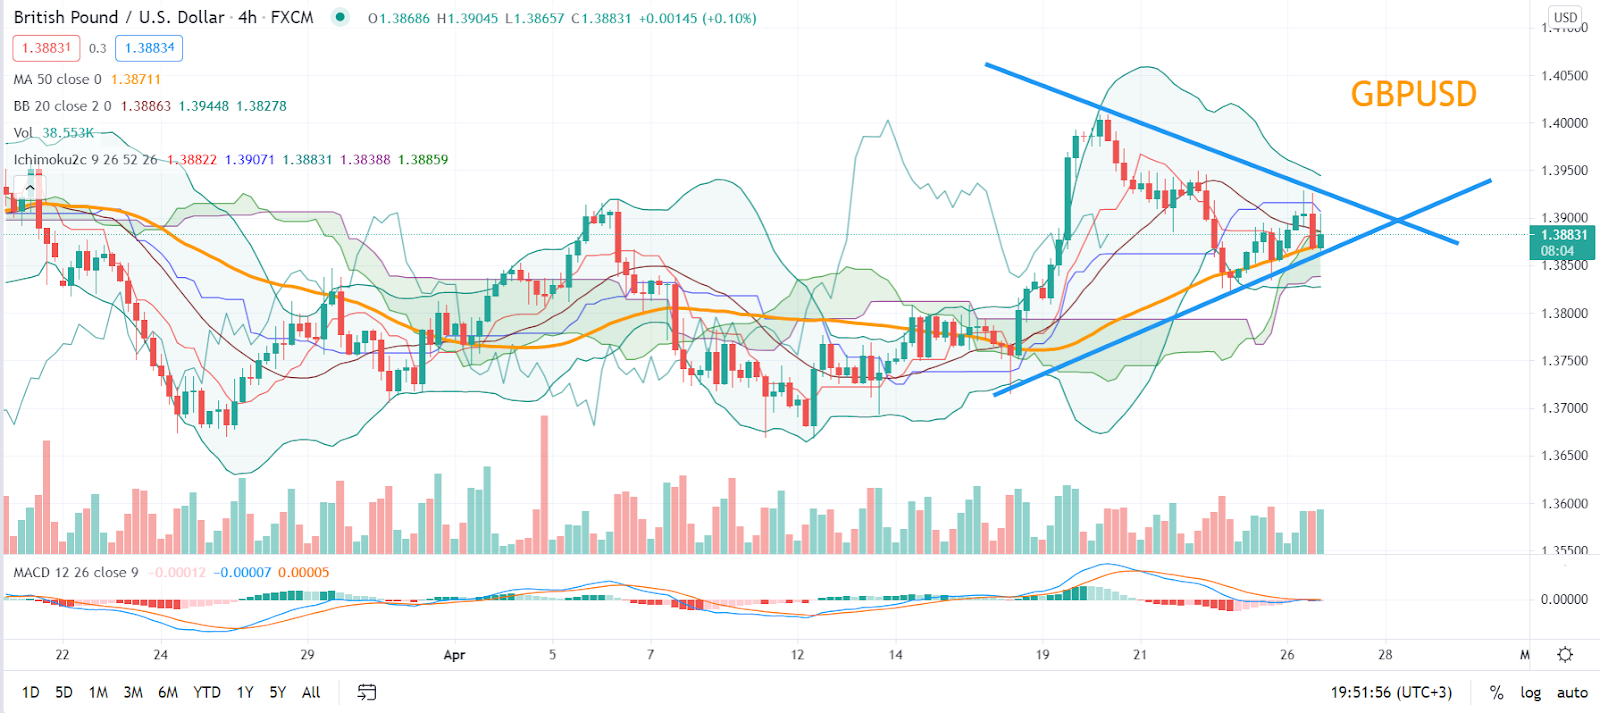 British Pound / U.S. Dollar · 4h · FXCM O1.38686 H1.39045 L1.38657 C1.38831 +0.00145 (+0.10%)
USD
1.38831 0.3 1.38834
MA 50 close 0 1.38711
BB 20 close 2 0 1.38863 1.39448 1.38278
Vol 38.553K
Ichimoku2c 9 26 52 26 1.38822 1.39071 1.38831 1.38388 1.38859
GBPUSD
1.41000
1.40500
1.40000
1.39500
1.39000
1.38831
08:04
1.38500
1.38000
1.37500
1.37000
1.36500
1.36000
1.35500
MACD 12 26 close 9 −0.00012 −0.00007 0.00005
0.00000
22 24 29 Apr 5 7 12 14 19 21 26 28 M
1D 5D 1M 3M 6M YTD 1Y 5Y All 19:51:56 (UTC+3) % log auto